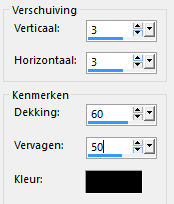 Verschuiving
Verticaal: 3
Horizontaal: 3
Kenmerken
Dekking: 60
Vervagen: 50
Kleur: